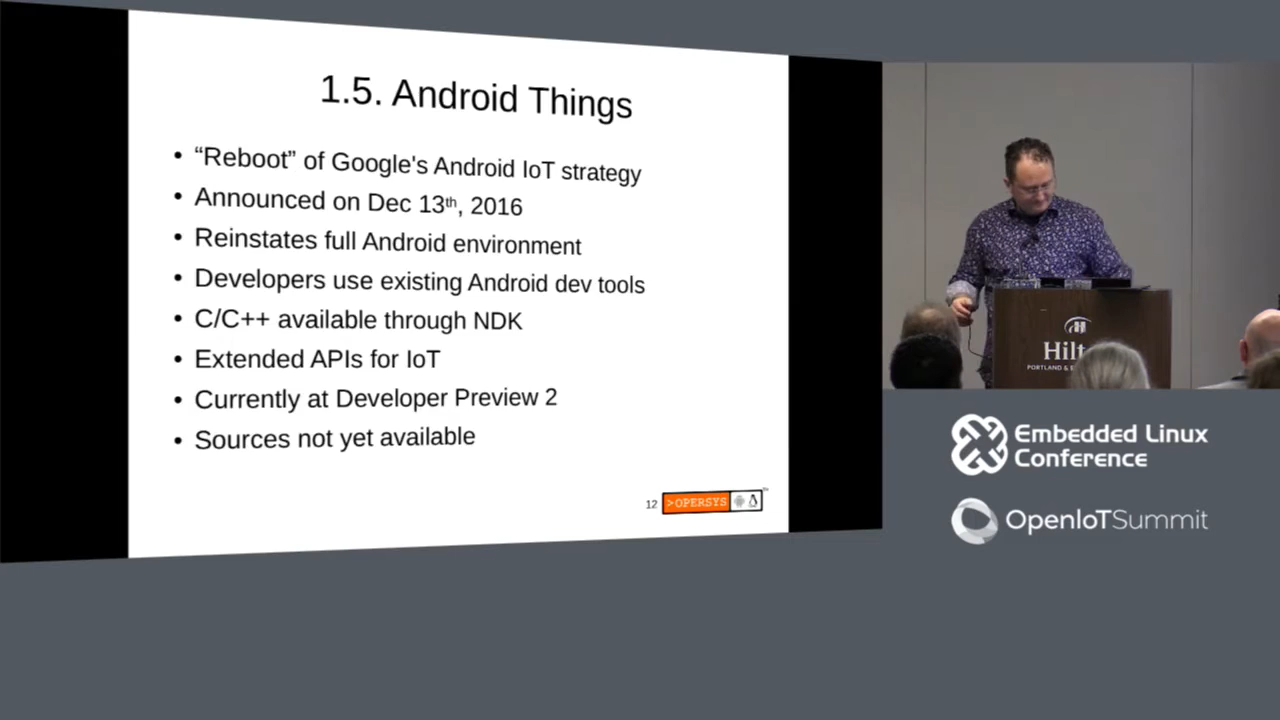 1.5. Android Things
• “Reboot” of Google's Android IoT strategy
• Announced on Dec 13th, 2016
• Reinstates full Android environment
• Developers use existing Android dev tools
• C/C++ available through NDK
• Extended APIs for IoT
• Currently at Developer Preview 2
• Sources not yet available
12
>OPERSYS
Hilt
PORTLAND & E
Embedded Linux
Conference
OpenIoTSummit